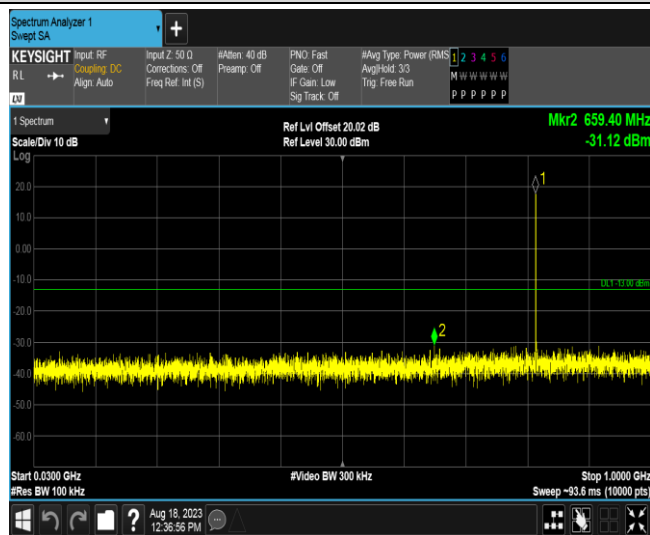 Spectrum Analyzer 1
Swept SA
+
KEYSIGHT
RL
LXI
Input: RF
Coupling: DC
Align: Auto
Input Z: 50 Ω
Corrections: Off
Freq Ref: Int (S)
#Atten: 40 dB
Preamp: Off
PNO: Fast
Gate: Off
IF Gain: Low
Sig Track: Off
#Avg Type: Power (RMS
Avg|Hold: 3/3
Trig: Free Run
1 2 3 4 5 6
M W W W W W
P P P P P P
1 Spectrum
Scale/Div 10 dB
Log
Ref Lvl Offset 20.02 dB
Ref Level 30.00 dBm
Mkr2 659.40 MHz
-31.12 dBm
1
20.0
10.0
0.00
-10.0
DL1 -13.00 dBm
-20.0
2
-30.0
-40.0
-50.0
-60.0
Start 0.0300 GHz
#Res BW 100 kHz
#Video BW 300 kHz
Stop 1.0000 GHz
Sweep ~93.6 ms (10000 pts)
?
Aug 18, 2023
12:36:56 PM